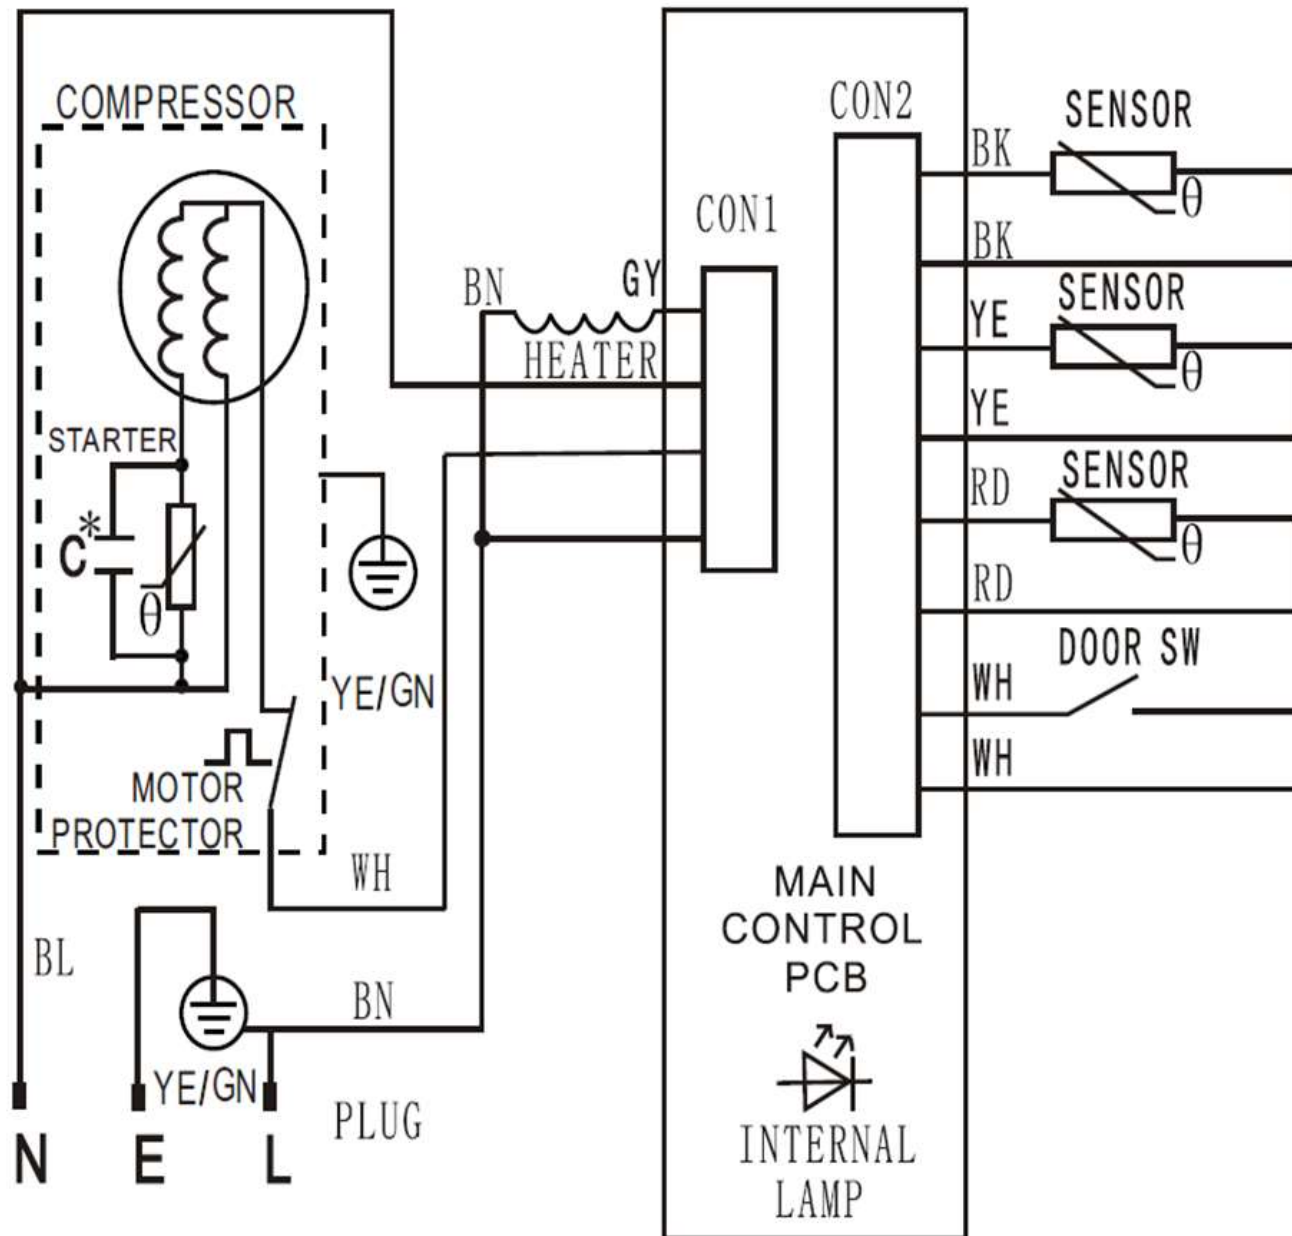 COMPRESSOR
STARTER
C*
θ
MOTOR
PROTECTOR
YE/GN
WH
BL
BN
YE/GN
PLUG
N E L
BN
GY
HEATER
CON1
CON2
BK
SENSOR
θ
BK
SENSOR
YE
θ
YE
SENSOR
RD
θ
RD
DOOR SW
WH
WH
MAIN
CONTROL
PCB
INTERNAL
LAMP